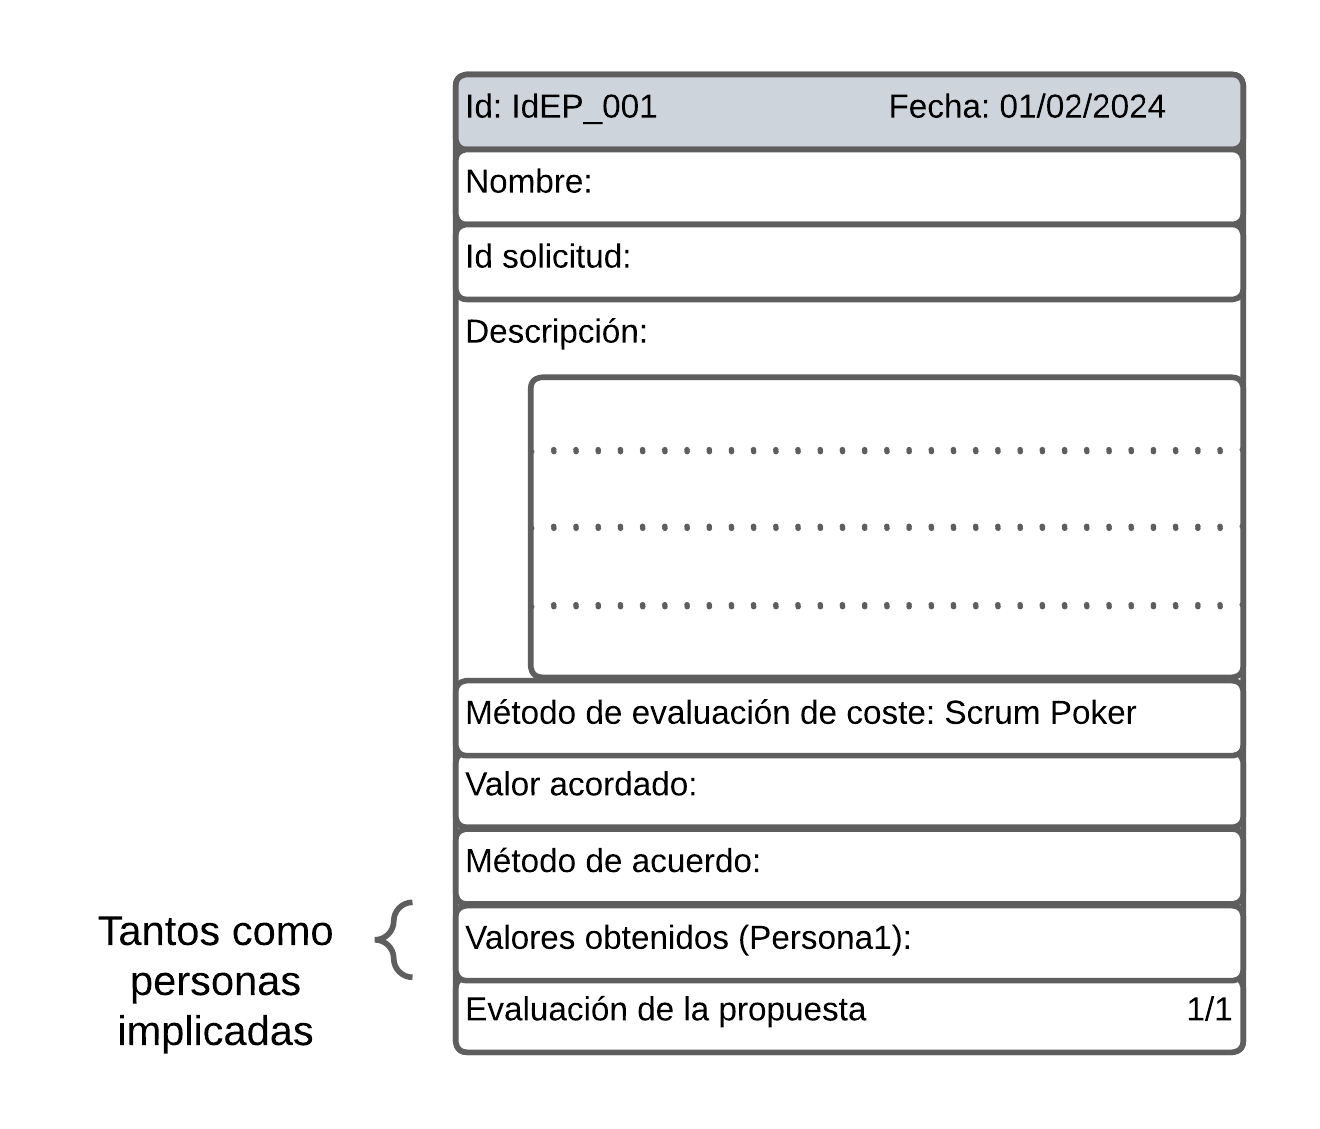 Id: IdEP_001 Fecha: 01/02/2024
Nombre:
Id solicitud:
Descripción:
Método de evaluación de coste: Scrum Poker
Valor acordado:
Método de acuerdo:
Tantos como
personas
implicadas
Valores obtenidos (Persona1):
Evaluación de la propuesta 1/1